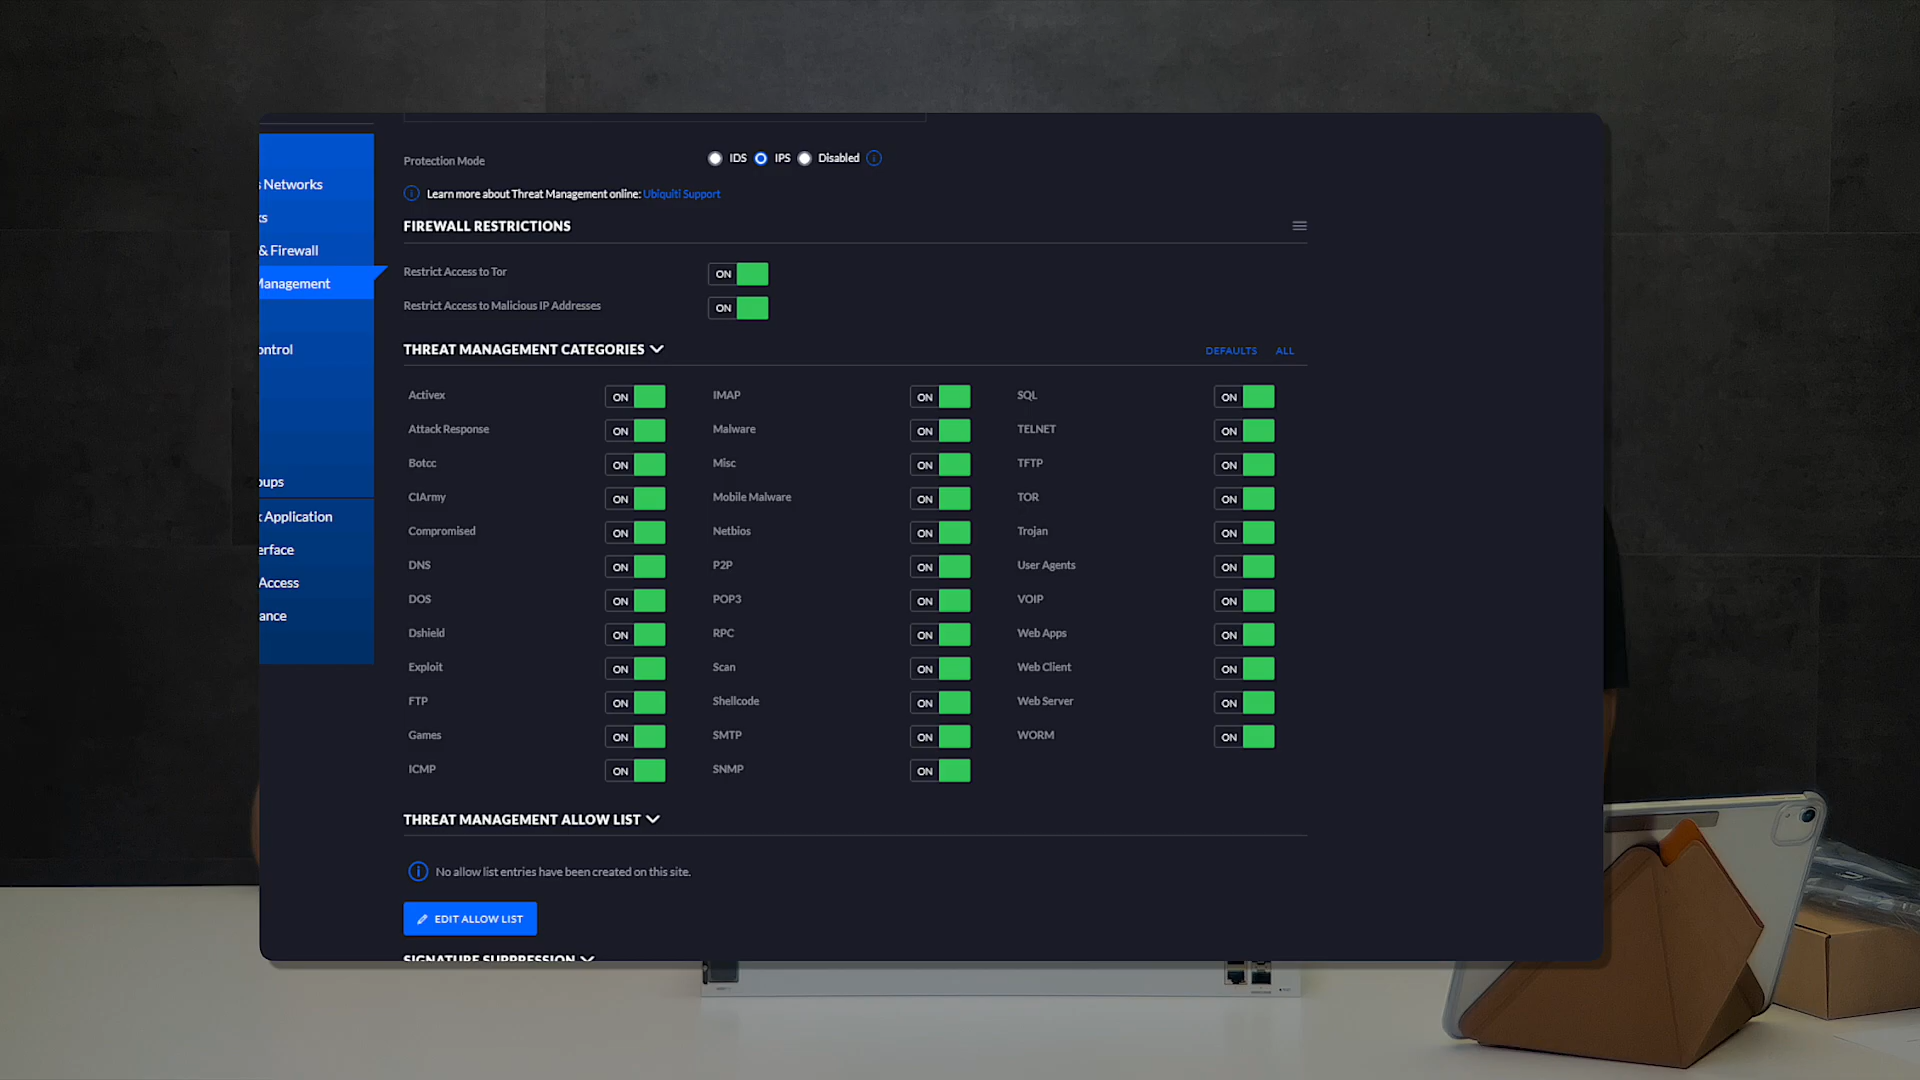 s Networks
ks
& Firewall
Management
ontrol
oups
k Application
erface
Access
ance
Protection Mode
IDS IPS Disabled
Learn more about Threat Management online: Ubiquiti Support
FIREWALL RESTRICTIONS
Restrict Access to Tor ON
Restrict Access to Malicious IP Addresses ON
THREAT MANAGEMENT CATEGORIES DEFAULTS ALL
Activex ON IMAP ON SQL ON
Attack Response ON Malware ON TELNET ON
Botcc ON Misc ON TFTP ON
CIArmy ON Mobile Malware ON TOR ON
Compromised ON Netbios ON Trojan ON
DNS ON P2P ON User Agents ON
DOS ON POP3 ON VOIP ON
Dshield ON RPC ON Web Apps ON
Exploit ON Scan ON Web Client ON
FTP ON Shellcode ON Web Server ON
Games ON SMTP ON WORM ON
ICMP ON SNMP ON
THREAT MANAGEMENT ALLOW LIST
No allow list entries have been created on this site.
EDIT ALLOW LIST
SIGNATURE SUPPRESSION